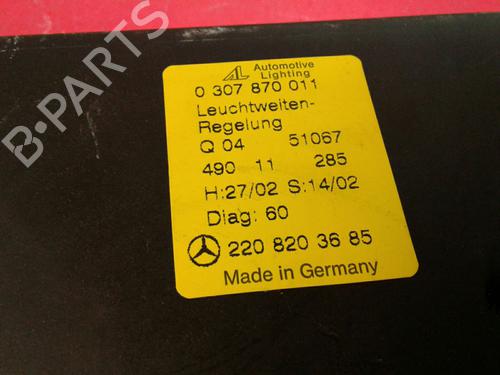 B-PARTS
AL Automotive
Lighting
0 307 870 011
Leuchtweiten-
Regelung
Q 04 51067
490 11 285
H:27/02 S:14/02
Diag: 60
220 820 36 85
Made in Germany